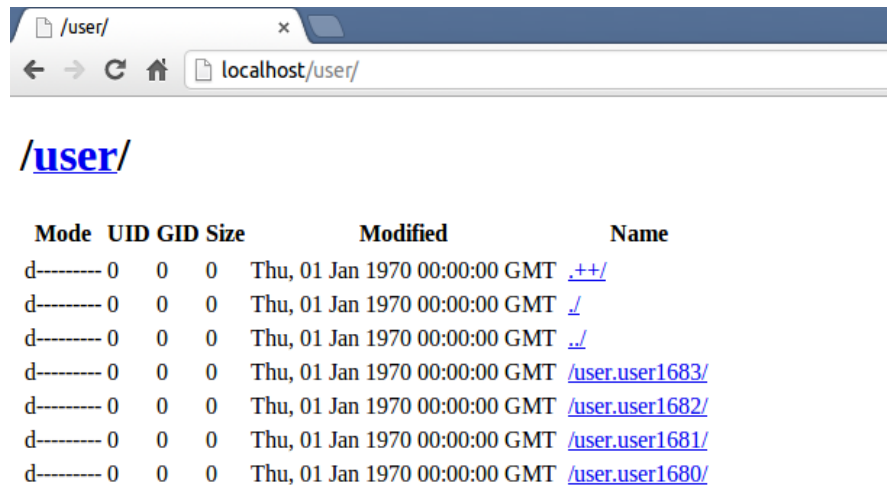 /user/
localhost/user/
/user/
Mode UID GID Size Modified Name
d--------- 0 0 0 Thu, 01 Jan 1970 00:00:00 GMT .++/
d--------- 0 0 0 Thu, 01 Jan 1970 00:00:00 GMT ./
d--------- 0 0 0 Thu, 01 Jan 1970 00:00:00 GMT ../
d--------- 0 0 0 Thu, 01 Jan 1970 00:00:00 GMT /user.user1683/
d--------- 0 0 0 Thu, 01 Jan 1970 00:00:00 GMT /user.user1682/
d--------- 0 0 0 Thu, 01 Jan 1970 00:00:00 GMT /user.user1681/
d--------- 0 0 0 Thu, 01 Jan 1970 00:00:00 GMT /user.user1680/